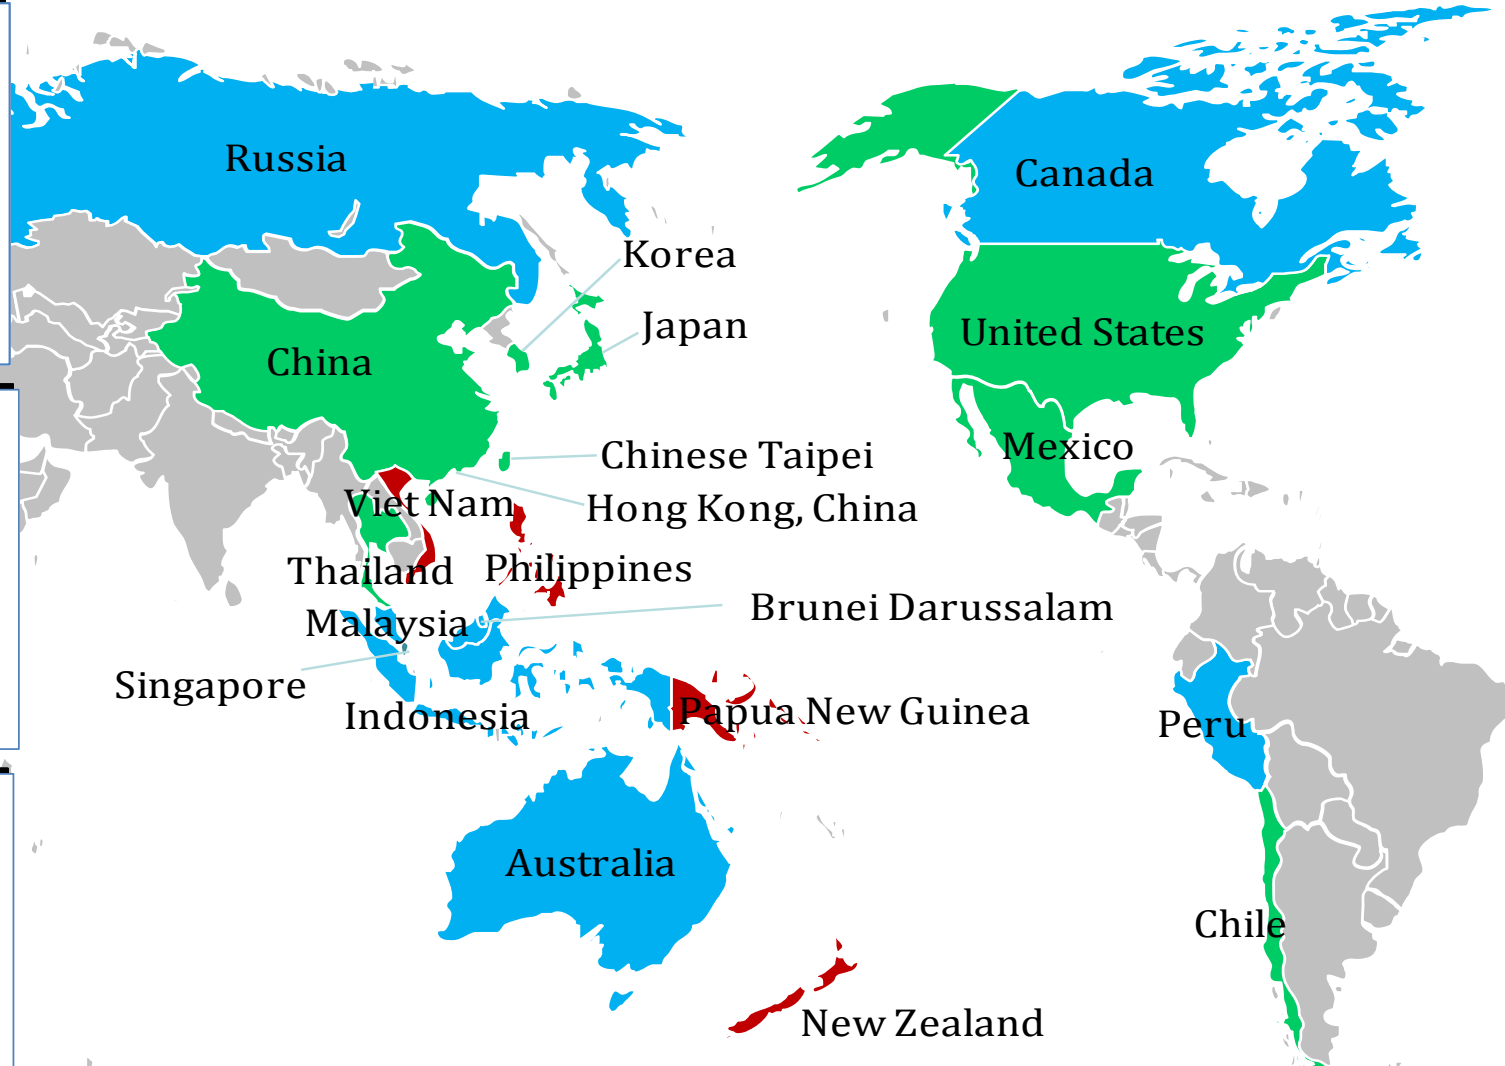 Russia
Canada
Korea
Japan
United States
China
Mexico
Chinese Taipei
Viet Nam
Hong Kong, China
Thailand
Philippines
Malaysia
Brunei Darussalam
Singapore
Indonesia
Papua New Guinea
Peru
Australia
Chile
New Zealand